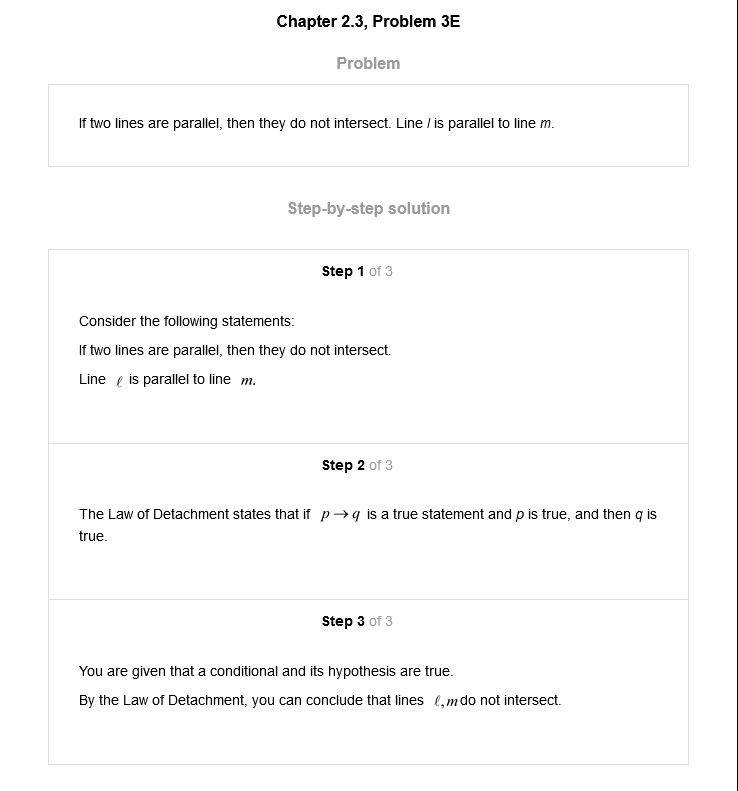 Chapter 2.3, Problem 3E
Problem
If two lines are parallel, then they do not intersect. Line l is parallel to line m.
Step-by-step solution
Step 1 of 3
Consider the following statements:
If two lines are parallel, then they do not intersect.
Line ℓ is parallel to line m.
Step 2 of 3
The Law of Detachment states that if p → q is a true statement and p is true, and then q is
true.
Step 3 of 3
You are given that a conditional and its hypothesis are true.
By the Law of Detachment, you can conclude that lines ℓ, m do not intersect.